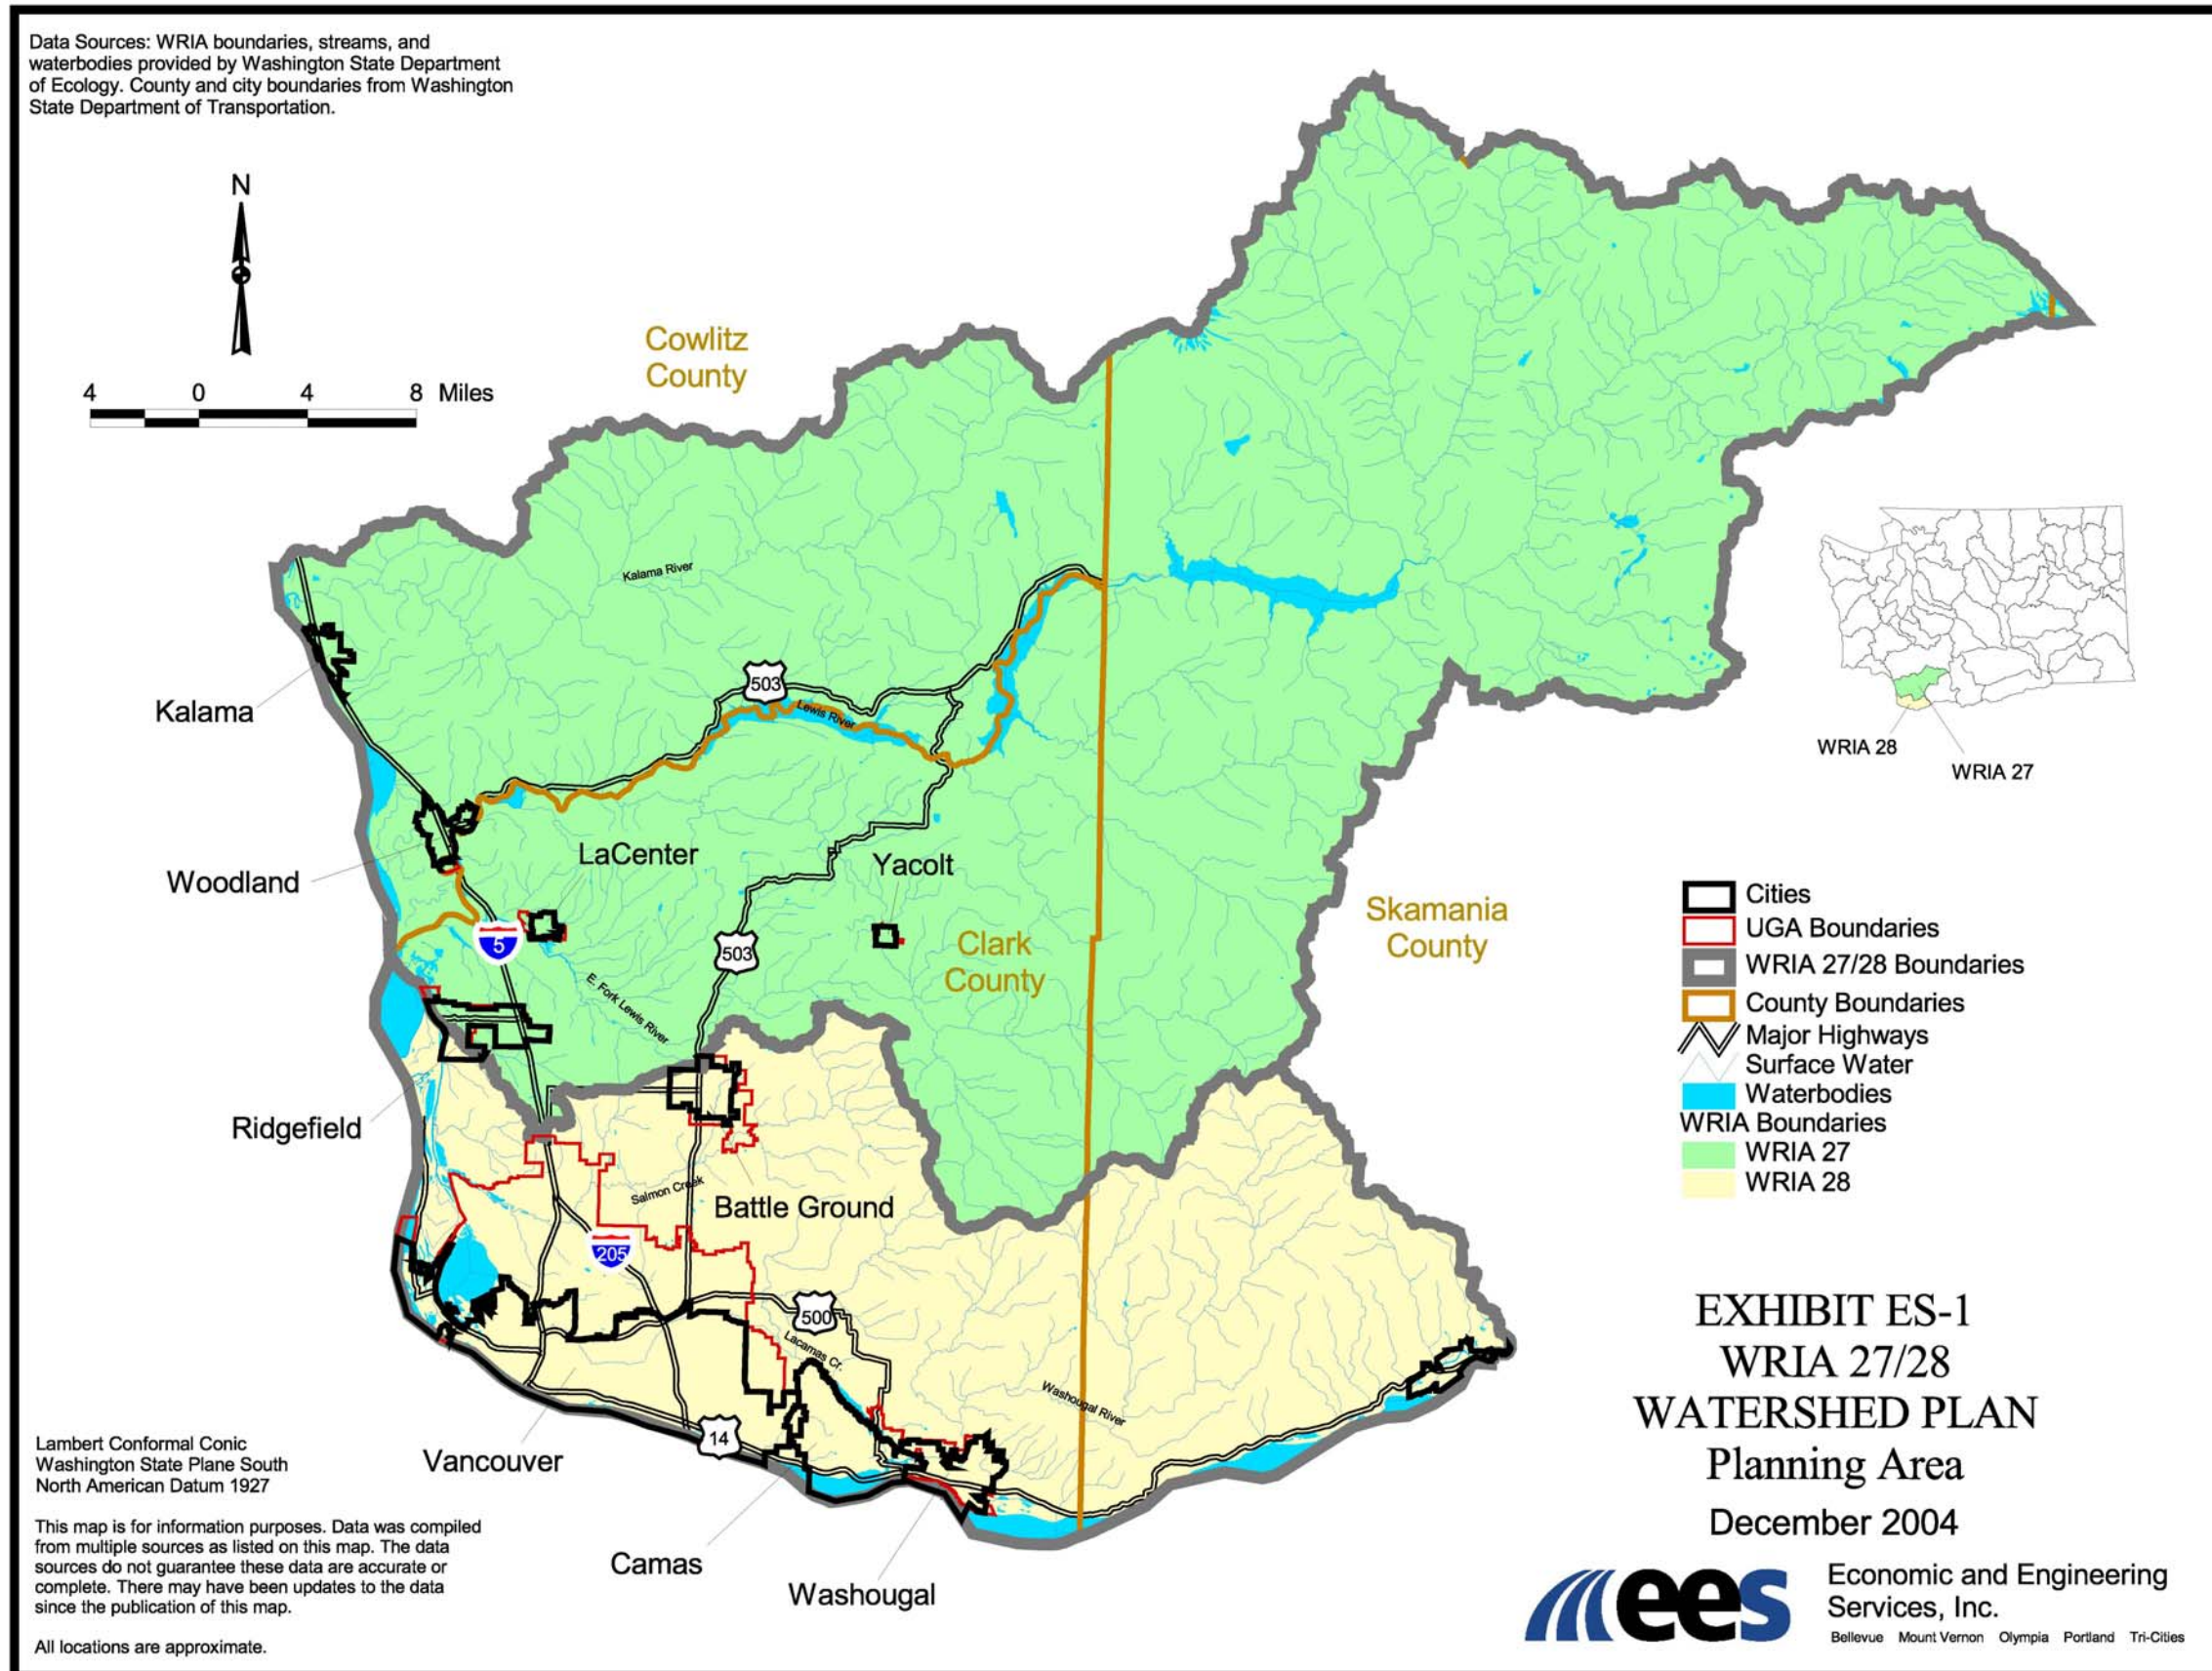 Data Sources: WRIA boundaries, streams, and
waterbodies provided by Washington State Department
of Ecology. County and city boundaries from Washington
State Department of Transportation.
N
4 0 4 8 Miles
Cowlitz
County
Kalama River
Kalama
503
Lewis River
WRIA 28
WRIA 27
Woodland
LaCenter
Yacolt
5
503
Clark
County
Skamania
County
E. Fork Lewis River
Ridgefield
Salmon Creek
Battle Ground
205
500
Lacamas Cr.
Washougal River
14
Vancouver
Camas
Washougal
Cities
UGA Boundaries
WRIA 27/28 Boundaries
County Boundaries
Major Highways
Surface Water
Waterbodies
WRIA Boundaries
WRIA 27
WRIA 28
EXHIBIT ES-1
WRIA 27/28
WATERSHED PLAN
Planning Area
December 2004
Lambert Conformal Conic
Washington State Plane South
North American Datum 1927
This map is for information purposes. Data was compiled
from multiple sources as listed on this map. The data
sources do not guarantee these data are accurate or
complete. There may have been updates to the data
since the publication of this map.
All locations are approximate.
ees
Economic and Engineering
Services, Inc.
Bellevue Mount Vernon Olympia Portland Tri-Cities